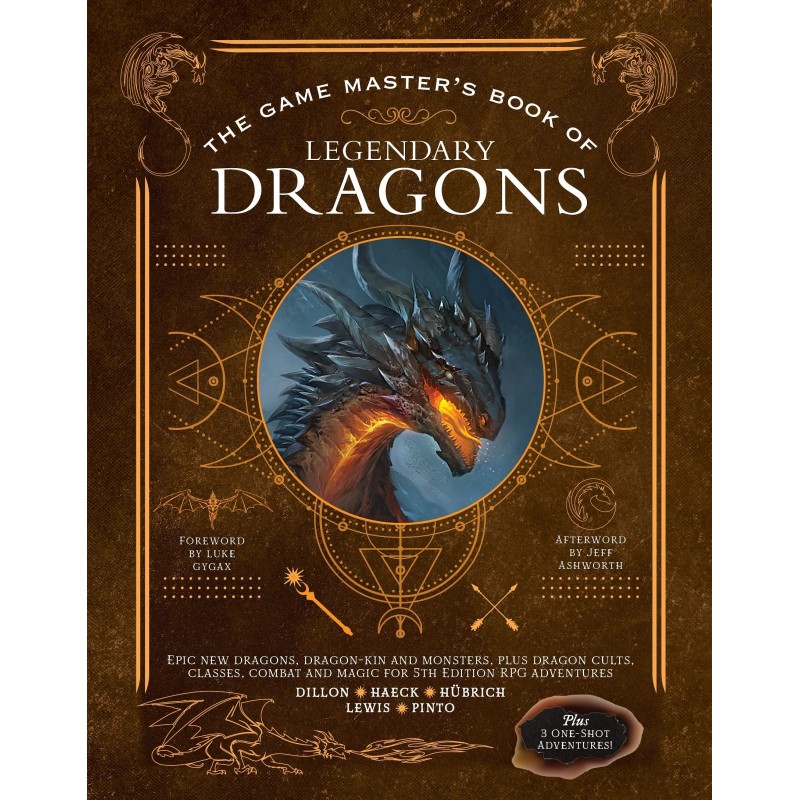 THE GAME MASTER'S BOOK OF
LEGENDARY
DRAGONS
FOREWORD
BY LUKE
GYGAX
AFTERWORD
BY JEFF
ASHWORTH
EPIC NEW DRAGONS, DRAGON-KIN AND MONSTERS, PLUS DRAGON CULTS,
CLASSES, COMBAT AND MAGIC FOR 5TH EDITION RPG ADVENTURES
DILLON ✹ HAECK ✹ HÜBRICH
LEWIS ✹ PINTO
Plus
3 ONE-SHOT
ADVENTURES!